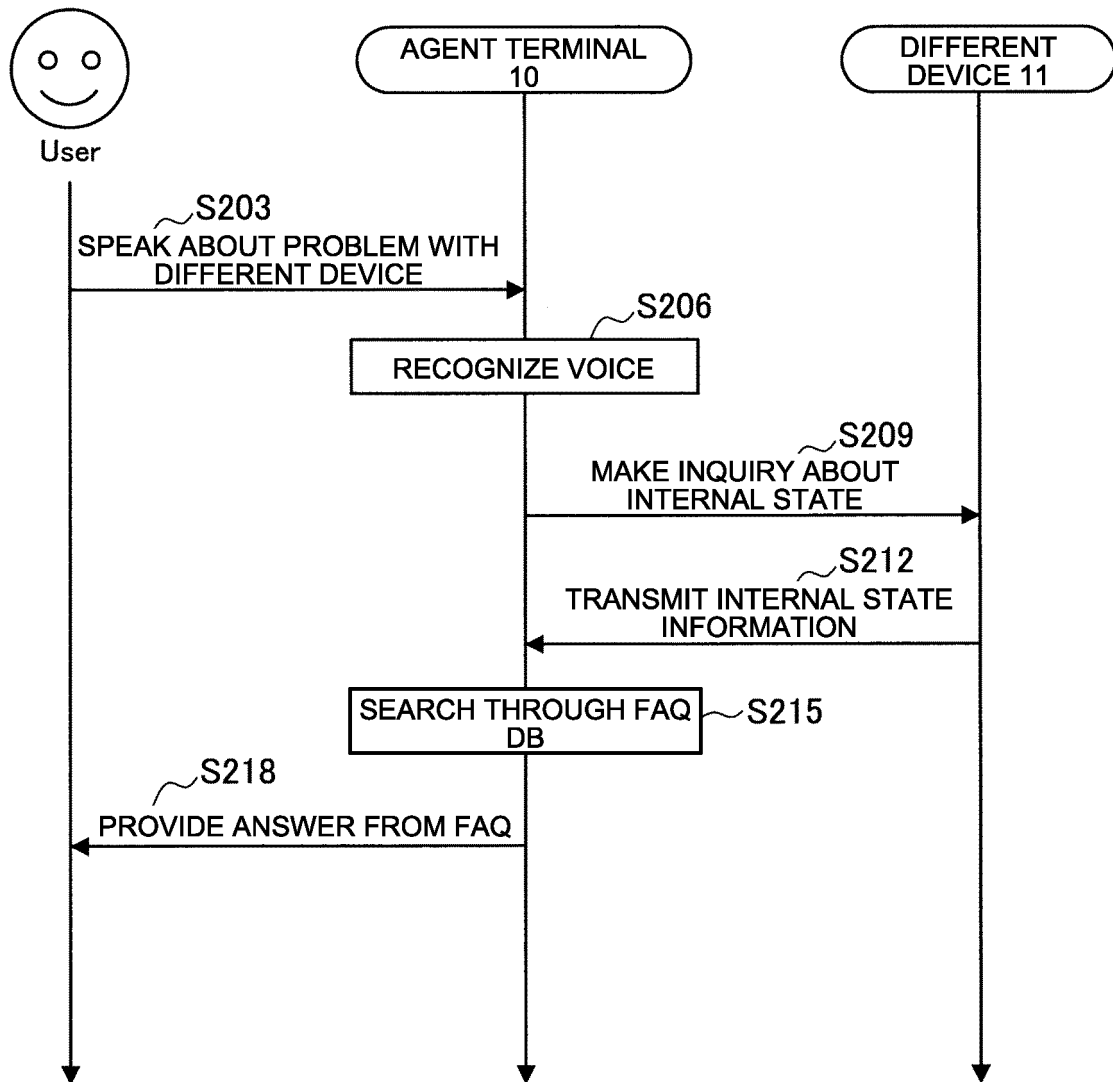 AGENT TERMINAL
10
DIFFERENT
DEVICE 11
User
S203
SPEAK ABOUT PROBLEM WITH
DIFFERENT DEVICE
S206
RECOGNIZE VOICE
S209
MAKE INQUIRY ABOUT
INTERNAL STATE
S212
TRANSMIT INTERNAL STATE
INFORMATION
SEARCH THROUGH FAQ
DB
S215
S218
PROVIDE ANSWER FROM FAQ